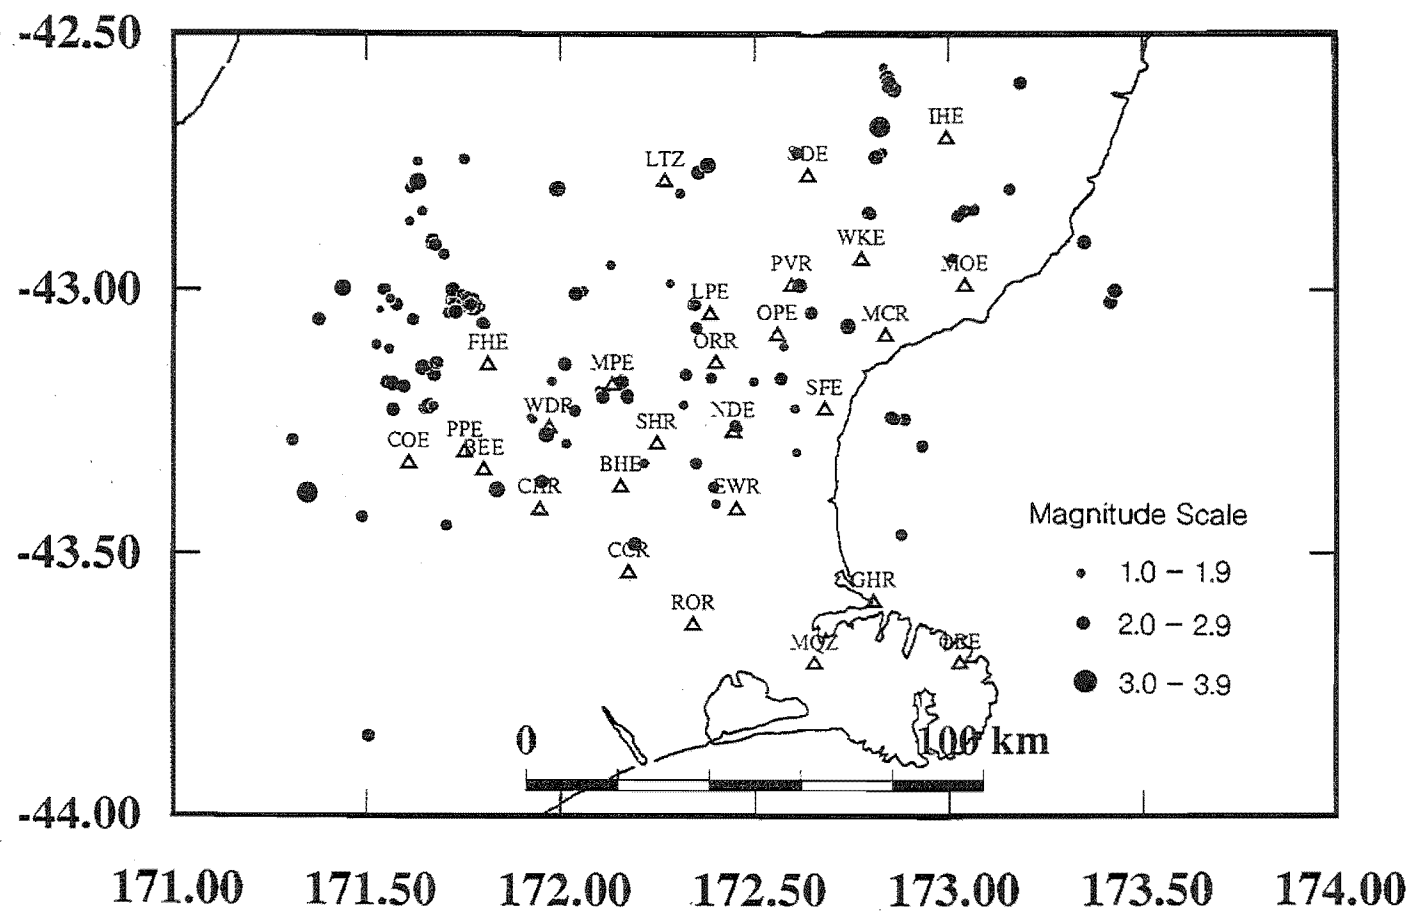 -42.50
IHE
LTZ
SDE
WKE
-43.00
PVR
MOE
LPE
OPE
MCR
FHE
ORR
MPE
SFE
WDR
NDE
SHR
PPE
COE
BEE
BHE
CHR
EWR
Magnitude Scale
-43.50
CCR
1.0 – 1.9
GHR
ROR
2.0 – 2.9
MQZ
3.0 – 3.9
0
100 km
-44.00
171.00
171.50
172.00
172.50
173.00
173.50
174.00